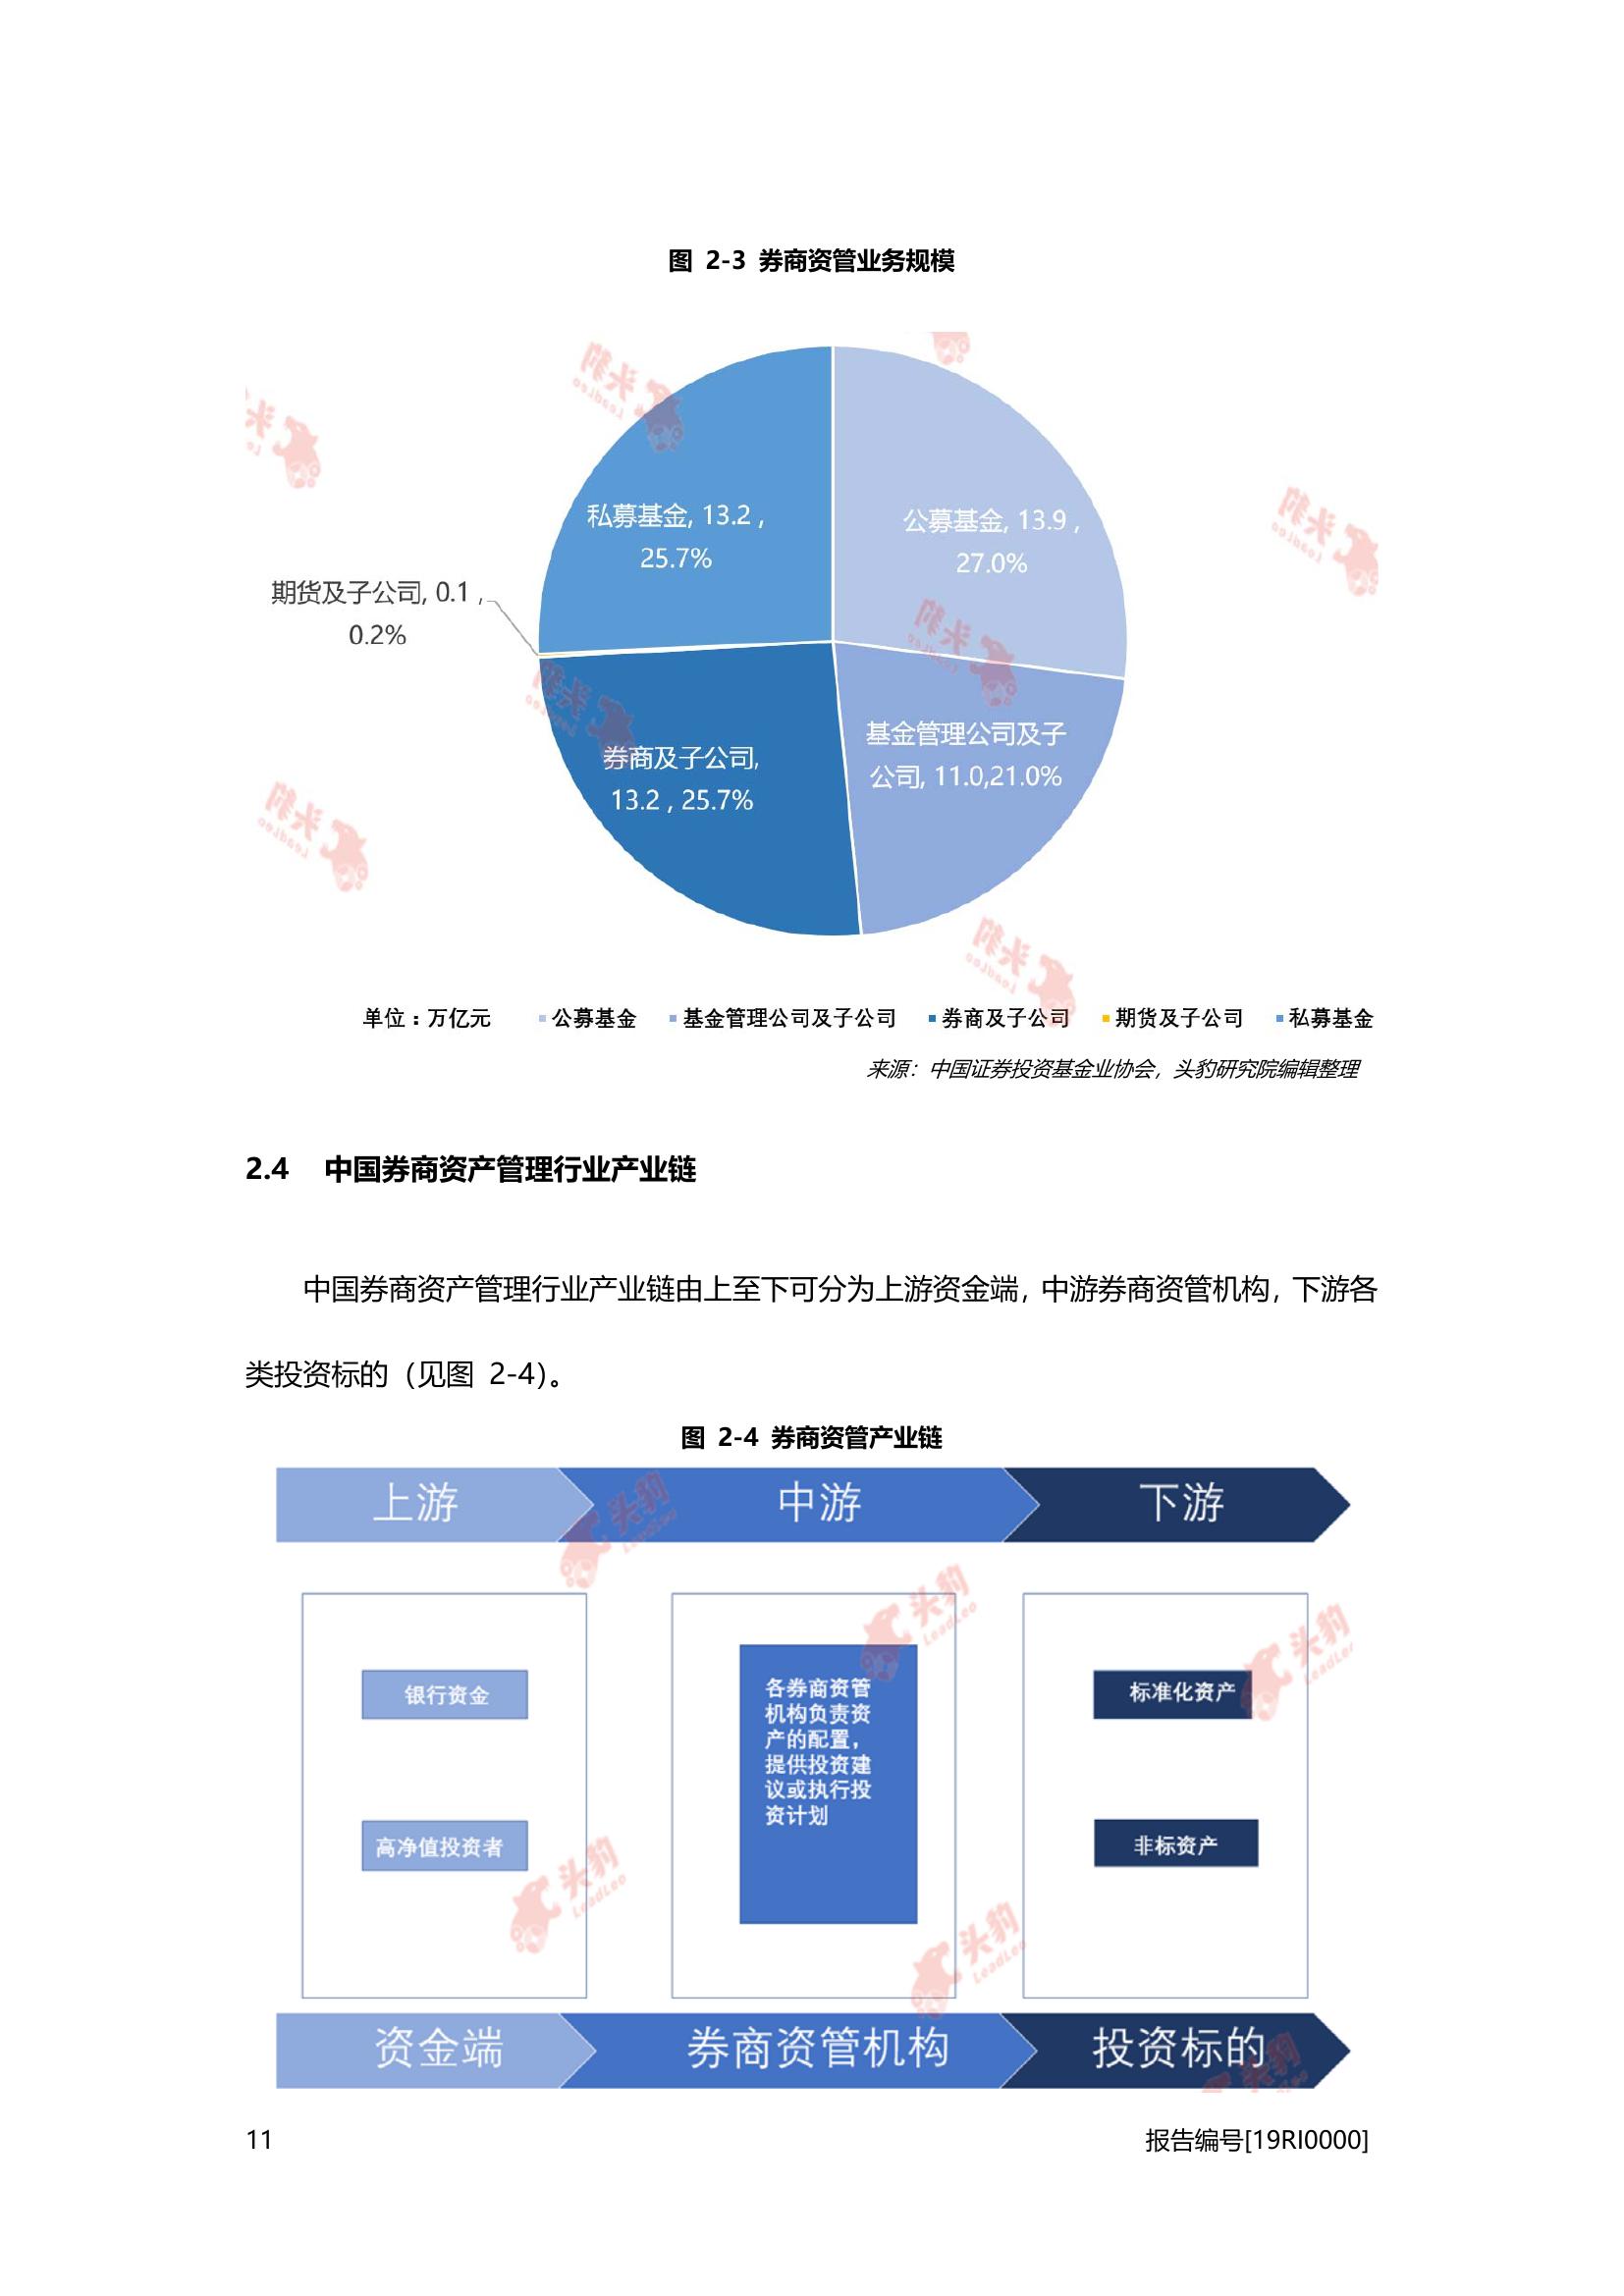 图 2-3 券商资管业务规模
私募基金, 13.2 ,
25.7%
公募基金, 13.9 ,
27.0%
期货及子公司, 0.1 ,
0.2%
基金管理公司及子
公司, 11.0,21.0%
券商及子公司,
13.2 , 25.7%
单位：万亿元 公募基金 基金管理公司及子公司 券商及子公司 期货及子公司 私募基金
来源：中国证券投资基金业协会，头豹研究院编辑整理
2.4 中国券商资产管理行业产业链
中国券商资产管理行业产业链由上至下可分为上游资金端，中游券商资管机构，下游各
类投资标的（见图 2-4）。
图 2-4 券商资管产业链
上游 中游 下游
银行资金
高净值投资者
各券商资管
机构负责资
产的配置，
提供投资建
议或执行投
资计划
标准化资产
非标资产
资金端 券商资管机构 投资标的
头豹
LeadLeo
11 报告编号[19RI0000]